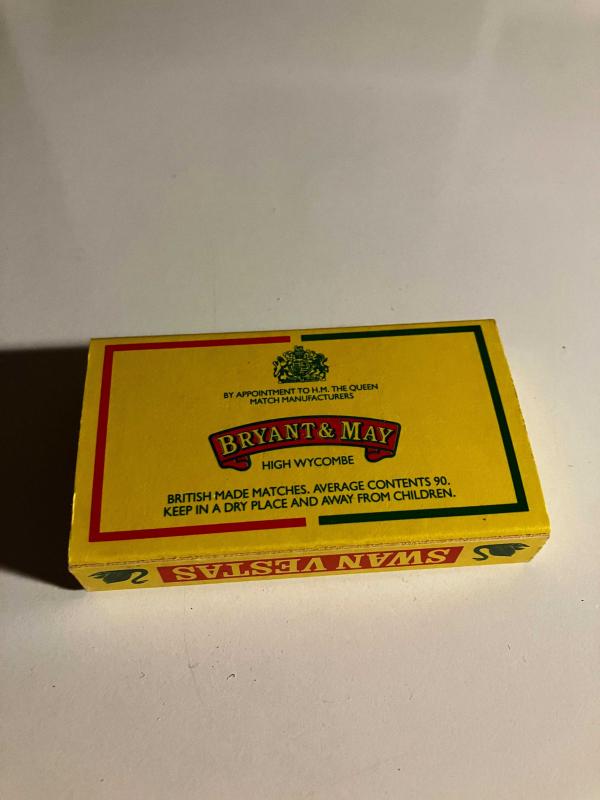 BY APPOINTMENT TO H.M. THE QUEEN
MATCH MANUFACTURERS
BRYANT & MAY
HIGH WYCOMBE
BRITISH MADE MATCHES. AVERAGE CONTENTS 90.
KEEP IN A DRY PLACE AND AWAY FROM CHILDREN.
SWAN VESTAS